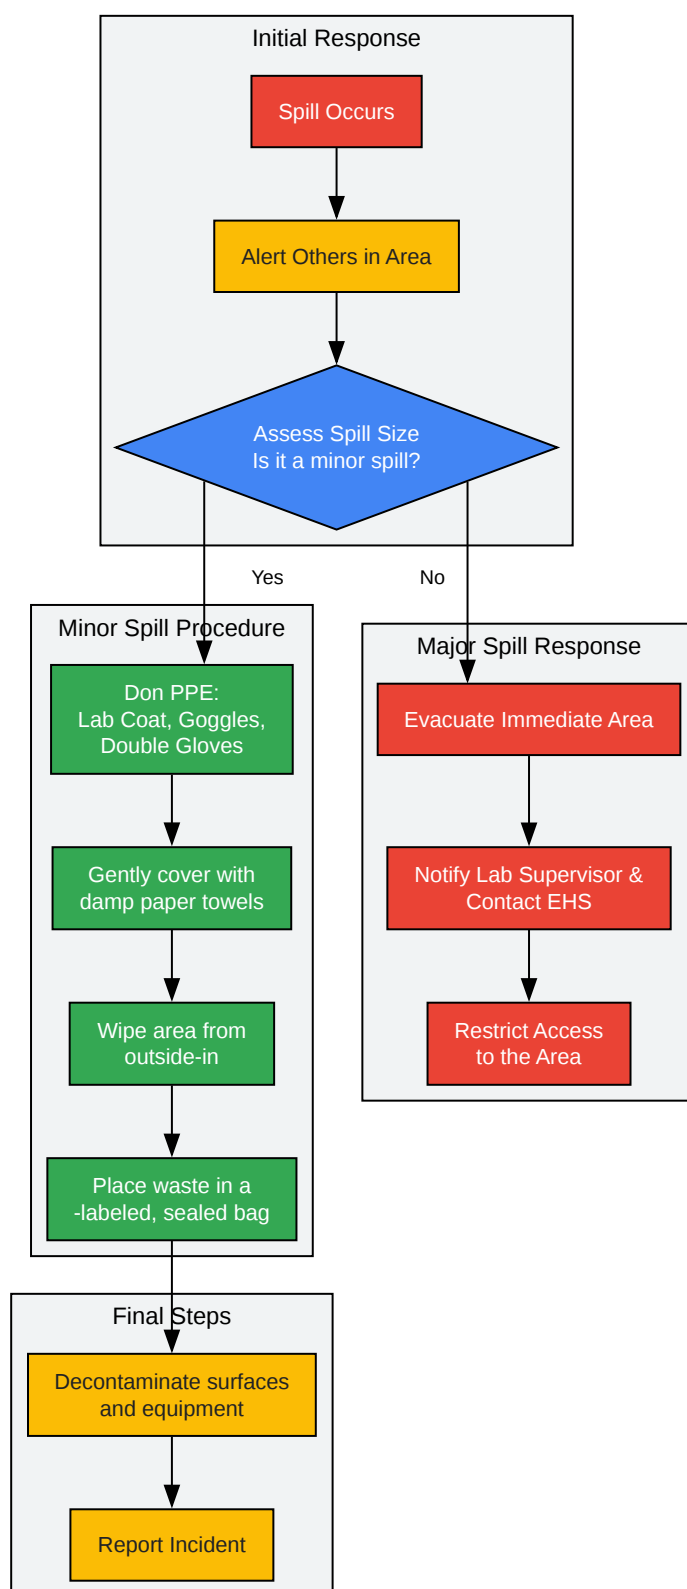 Initial Response
Spill Occurs
Alert Others in Area
Assess Spill Size
Is it a minor spill?
Yes
No
Minor Spill Procedure
Don PPE:
Lab Coat, Goggles,
Double Gloves
Gently cover with
damp paper towels
Wipe area from
outside-in
Place waste in a
-labeled, sealed bag
Major Spill Response
Evacuate Immediate Area
Notify Lab Supervisor &
Contact EHS
Restrict Access
to the Area
Final Steps
Decontaminate surfaces
and equipment
Report Incident